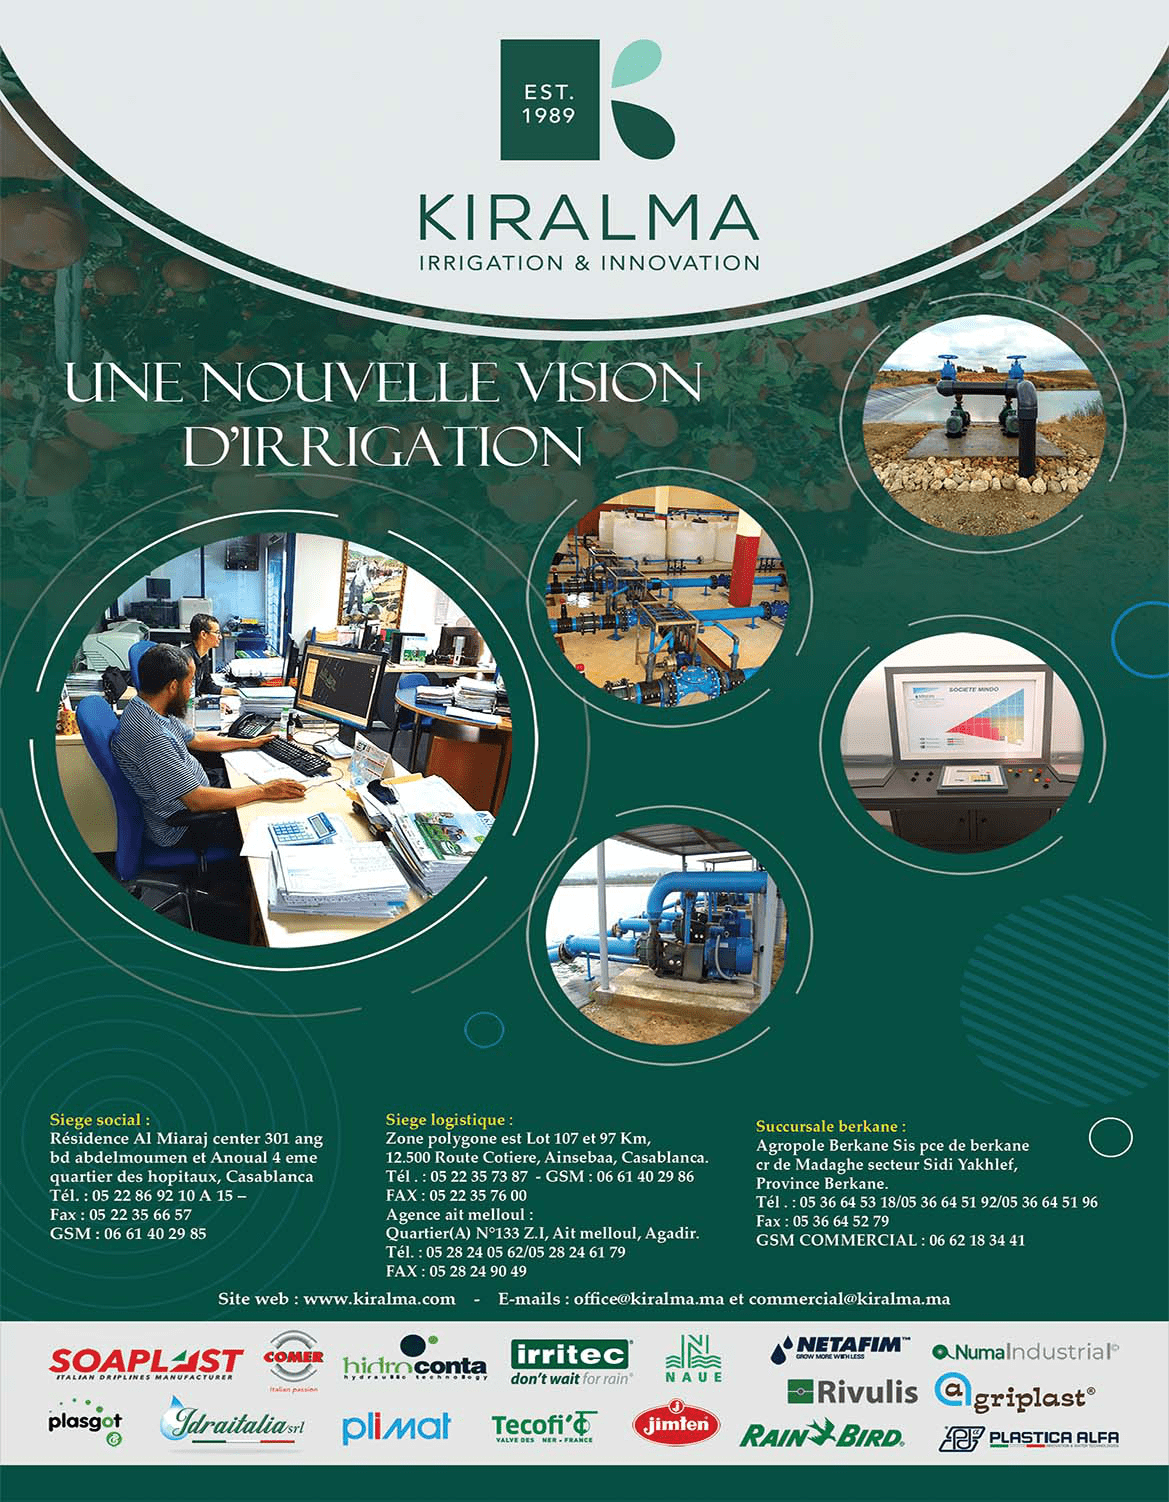 EST.
1989
KIRALMA
IRRIGATION & INNOVATION
UNE NOUVELLE VISION
D'IRRIGATION
SOCIETE MINDO
Siege social :
Résidence Al Miaraj center 301 ang
bd abdelmoumen et Anoual 4 eme
quartier des hopitaux, Casablanca
Tél. : 05 22 86 92 10 A 15 –
Fax : 05 22 35 66 57
GSM : 06 61 40 29 85
Siege logistique :
Zone polygone est Lot 107 et 97 Km,
12.500 Route Cotiere, Ainsebaa, Casablanca.
Tél . : 05 22 35 73 87 - GSM : 06 61 40 29 86
FAX : 05 22 35 76 00
Agence ait melloul :
Quartier(A) N°133 Z.I, Ait melloul, Agadir.
Tél. : 05 28 24 05 62/05 28 24 61 79
FAX : 05 28 24 90 49
Succursale berkane :
Agropole Berkane Sis pce de berkane
cr de Madaghe secteur Sidi Yakhlef,
Province Berkane.
Tél . : 05 36 64 53 18/05 36 64 51 92/05 36 64 51 96
Fax : 05 36 64 52 79
GSM COMMERCIAL : 06 62 18 34 41
Site web : www.kiralma.com - E-mails : office@kiralma.ma et commercial@kiralma.ma
SOAPLAST
ITALIAN DRIPLINES MANUFACTURER
COMER
Italian passion
hidroconta
hydraulic technology
irritec®
don't wait for rain®
NAUE
NETAFIM™
GROW MORE WITH LESS
NumaIndustrial©
Rivulis
agriplast®
plasgot
Idraitalia srl
plimat
Tecofi'
VALVE DESIGNER - FRANCE
jimten
RAIN BIRD®
PLASTICA ALFA
INNOVATION & WATER TECHNOLOGIES